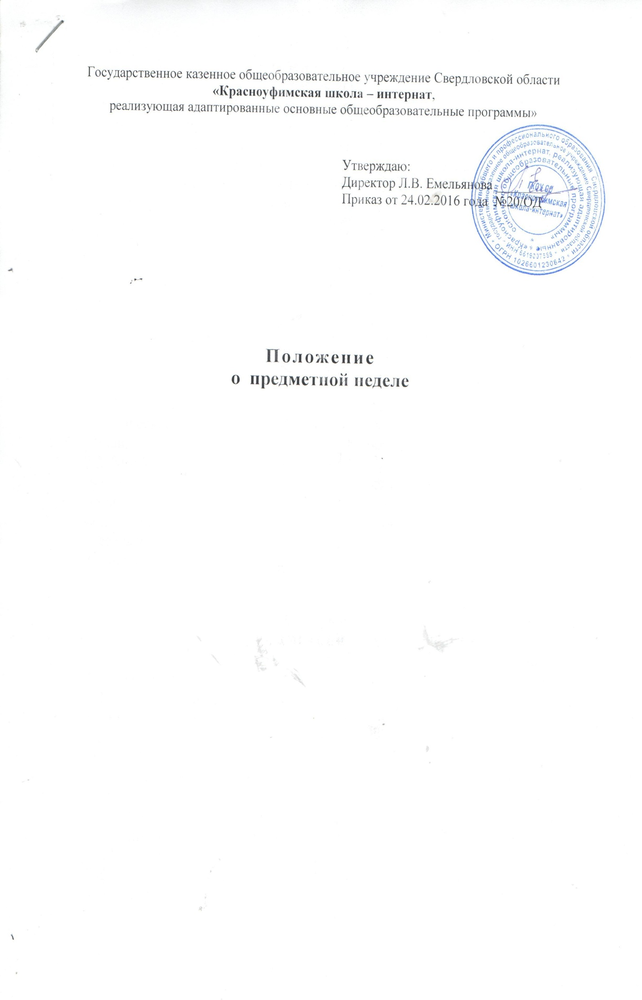 Государственное казенное общеобразовательное учреждение Свердловской области
«Красноуфимская школа – интернат,
реализующая адаптированные основные общеобразовательные программы»
Утверждаю:
Директор Л.В. Емельянова
Приказ от 24.02.2016 года №20/ОД
Министерство общего и профессионального образования Свердловской области * ОГРН 1026601230642 *
государственное казенное общеобразовательное учреждение Свердловской области * ИНН
«Красноуфимская школа-интернат, реализующая адаптированные
основные общеобразовательные программы»
ГКОУ СО
«Красноуфимская
школа-интернат»
Положение
о предметной неделе